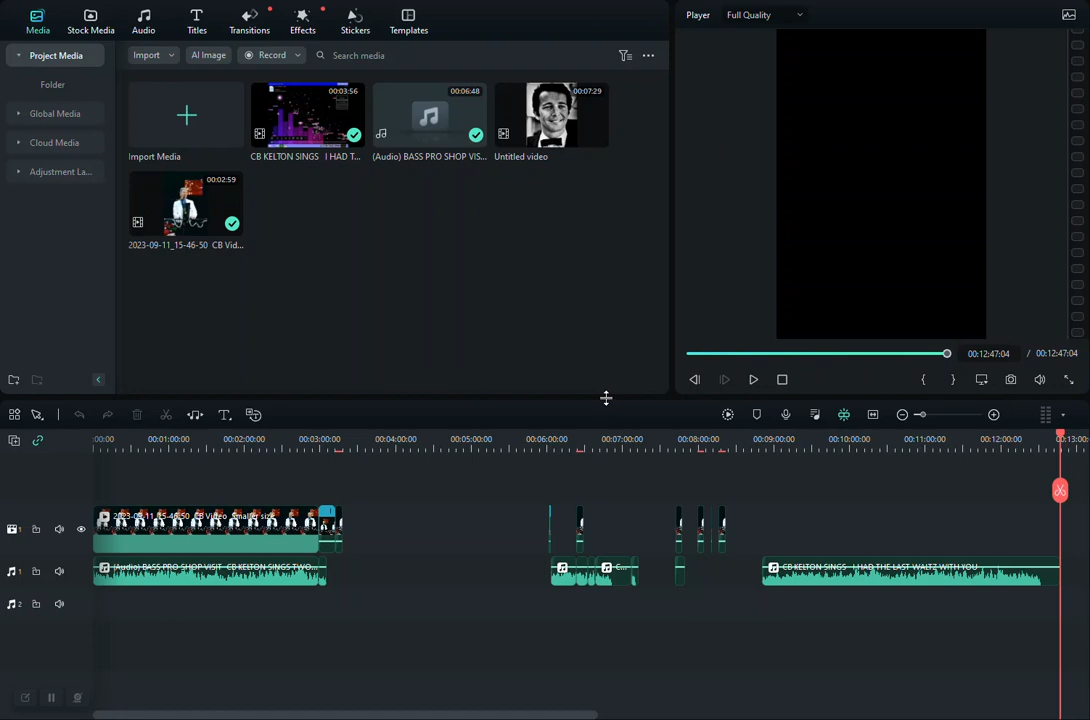 Media
Stock Media
Audio
Titles
Transitions
Effects
Stickers
Templates
Player
Full Quality
Project Media
Folder
Global Media
Cloud Media
Adjustment La...
Import
AI Image
Record
Search media
Import Media
00:03:56
CB KELTON SINGS I HAD T...
00:06:48
(Audio) BASS PRO SHOP VIS...
00:07:29
Untitled video
00:02:59
2023-09-11_15-46-50 CB Vid...
00:12:47:04 / 00:12:47:04
:00:00 00:01:00:00 00:02:00:00 00:03:00:00 00:04:00:00 00:05:00:00 00:06:00:00 00:07:00:00 00:08:00:00 00:09:00:00 00:10:00:00 00:11:00:00 00:12:00:00 00:13:00:
2023-09-11_15-46-50 CB Video Smaller size
1
(Audio) BASS PRO SHOP VISIT CB KELTON SINGS TWO...
C...
CB KELTON SINGS I HAD THE LAST WALTZ WITH YOU
1
2